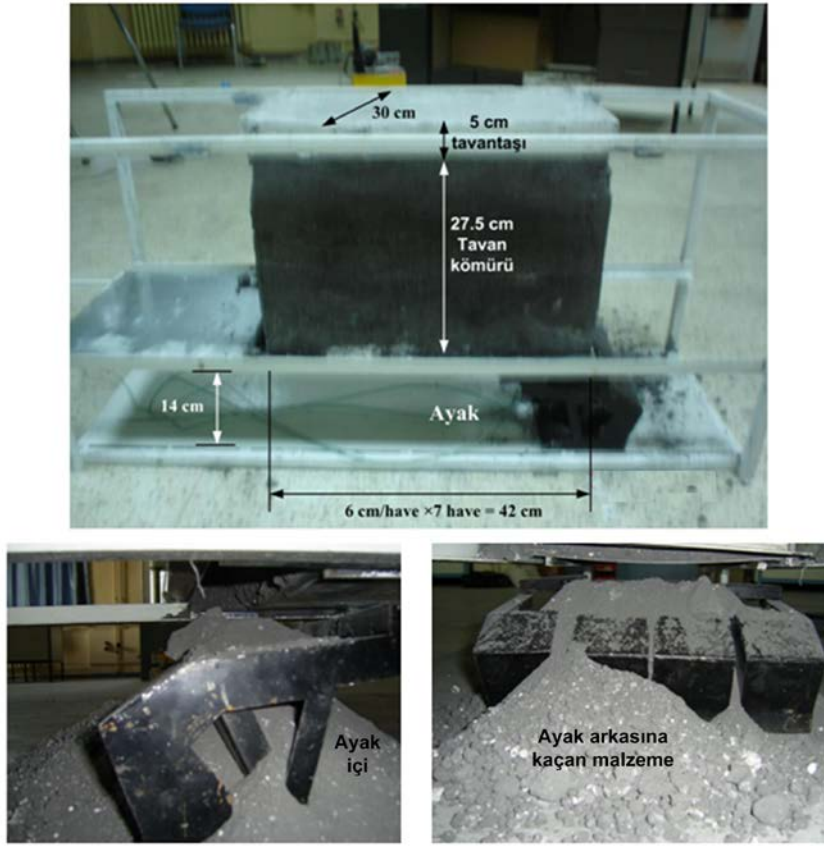 30 cm
5 cm
tavantaşı
27.5 cm
Tavan
kömürü
14 cm
Ayak
6 cm/have ×7 have = 42 cm
Ayak
içi
Ayak arkasına
kaçan malzeme